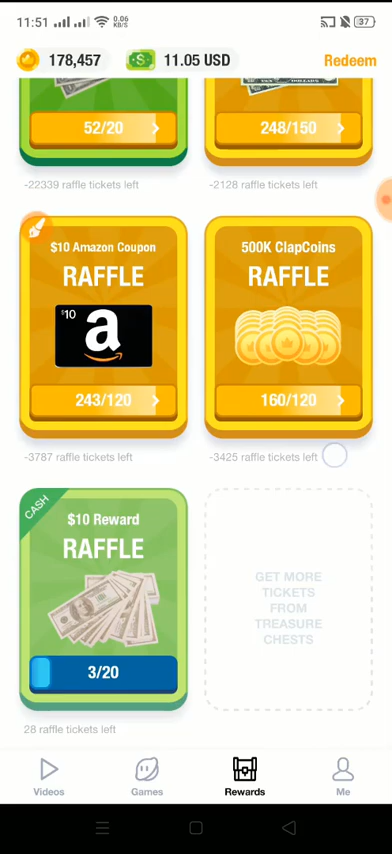 11:51
0.06
KB/S
37
178,457
11.05 USD
Redeem
52/20
248/150
-22339 raffle tickets left
-2128 raffle tickets left
$10 Amazon Coupon
RAFFLE
$10
a
243/120
500K ClapCoins
RAFFLE
160/120
-3787 raffle tickets left
-3425 raffle tickets left
CASH
$10 Reward
RAFFLE
3/20
GET MORE
TICKETS
FROM
TREASURE
CHESTS
28 raffle tickets left
Videos
Games
Rewards
Me